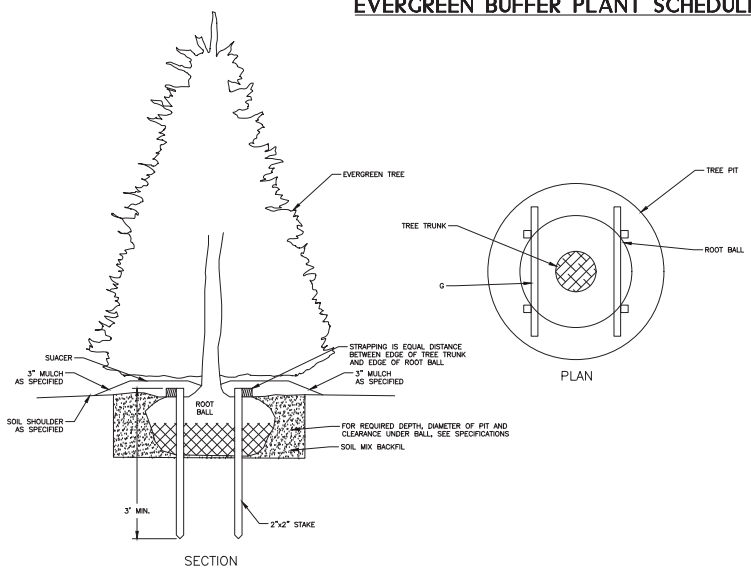 EVERGREEN BUFFER PLANT SCHEDUL
EVERGREEN TREE
TREE PIT
TREE TRUNK
ROOT BALL
G
PLAN
SUACER
3" MULCH
AS SPECIFIED
SOIL SHOULDER
AS SPECIFIED
STRAPPING IS EQUAL DISTANCE
BETWEEN EDGE OF TREE TRUNK
AND EDGE OF ROOT BALL
3" MULCH
AS SPECIFIED
ROOT
BALL
FOR REQUIRED DEPTH, DIAMETER OF PIT AND
CLEARANCE UNDER BALL, SEE SPECIFICATIONS
SOIL MIX BACKFIL
3' MIN.
2"x2" STAKE
SECTION